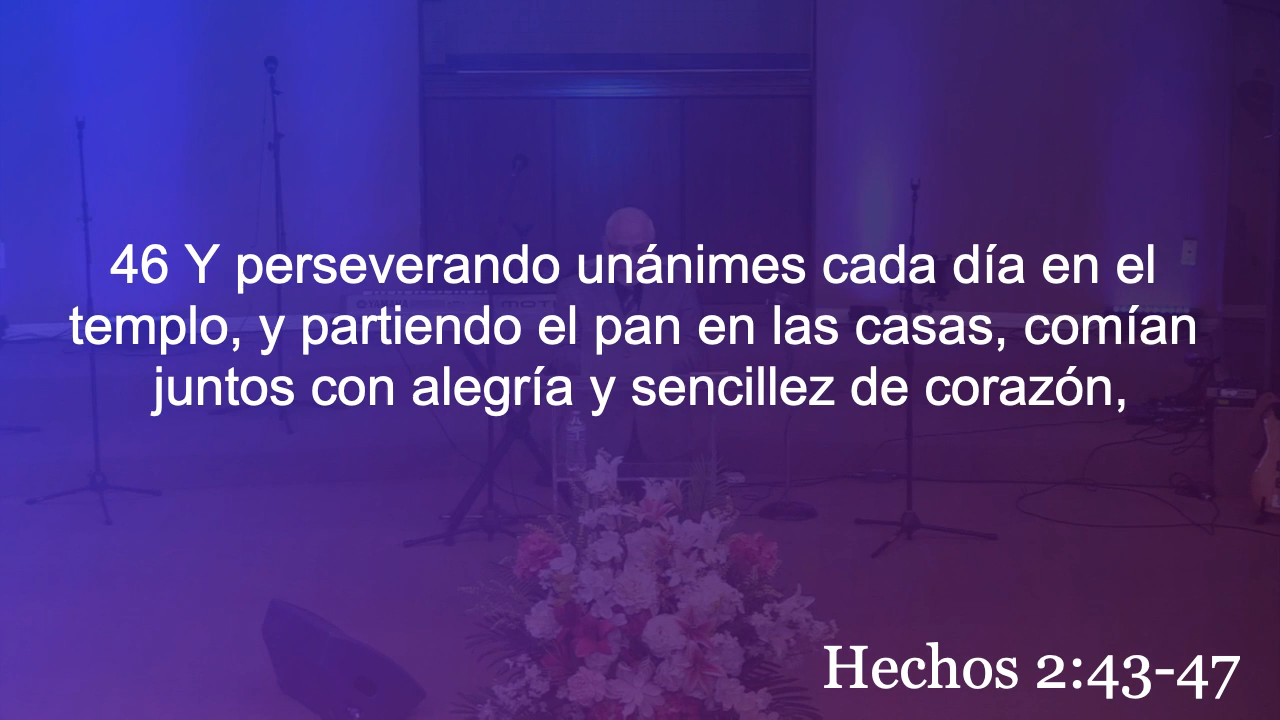 46 Y perseverando unánimes cada día en el
templo, y partiendo el pan en las casas, comían
juntos con alegría y sencillez de corazón,
Hechos 2:43-47